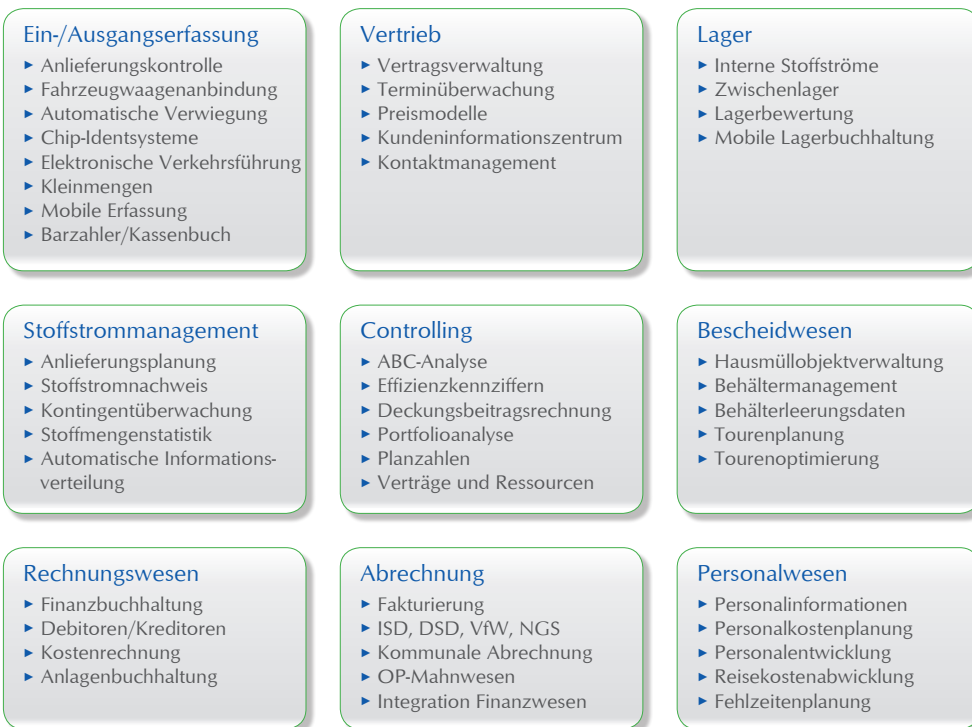 Ein-/Ausgangserfassung
► Anlieferungskontrolle
► Fahrzeugwaagenanbindung
► Automatische Verwiegung
► Chip-Identsysteme
► Elektronische Verkehrsführung
► Kleinmengen
► Mobile Erfassung
► Barzahler/Kassenbuch
Vertrieb
► Vertragsverwaltung
► Terminüberwachung
► Preismodelle
► Kundeninformationszentrum
► Kontaktmanagement
Lager
► Interne Stoffströme
► Zwischenlager
► Lagerbewertung
► Mobile Lagerbuchhaltung
Stoffstrommanagement
► Anlieferungsplanung
► Stoffstromnachweis
► Kontingentüberwachung
► Stoffmengenstatistik
► Automatische Informations-
verteilung
Controlling
► ABC-Analyse
► Effizienzkennziffern
► Deckungsbeitragsrechnung
► Portfolioanalyse
► Planzahlen
► Verträge und Ressourcen
Bescheidwesen
► Hausmüllobjektverwaltung
► Behältermanagement
► Behälterleerungsdaten
► Tourenplanung
► Tourenoptimierung
Rechnungswesen
► Finanzbuchhaltung
► Debitoren/Kreditoren
► Kostenrechnung
► Anlagenbuchhaltung
Abrechnung
► Fakturierung
► ISD, DSD, VfW, NGS
► Kommunale Abrechnung
► OP-Mahnwesen
► Integration Finanzwesen
Personalwesen
► Personalinformationen
► Personalkostenplanung
► Personalentwicklung
► Reisekostenabwicklung
► Fehlzeitenplanung